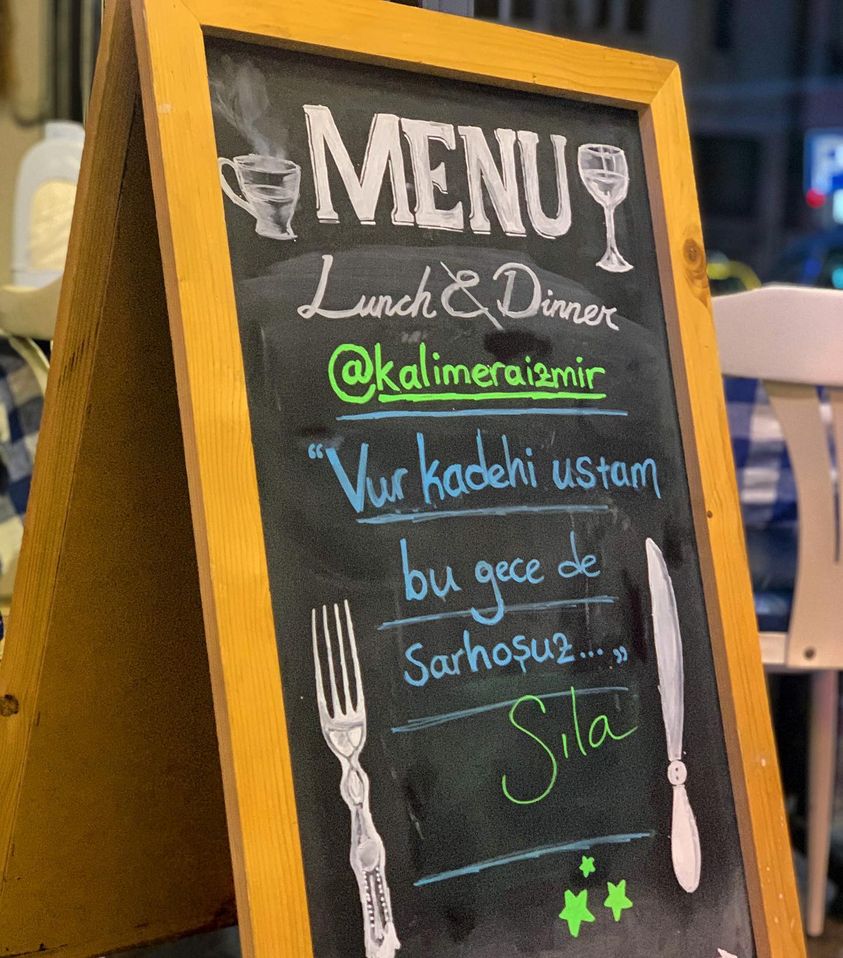 MENU
Lunch & Dinner
@kalimeraizmir
“Vur kadehi ustam
bu gece de
sarhoşuz...”
Sıla
P